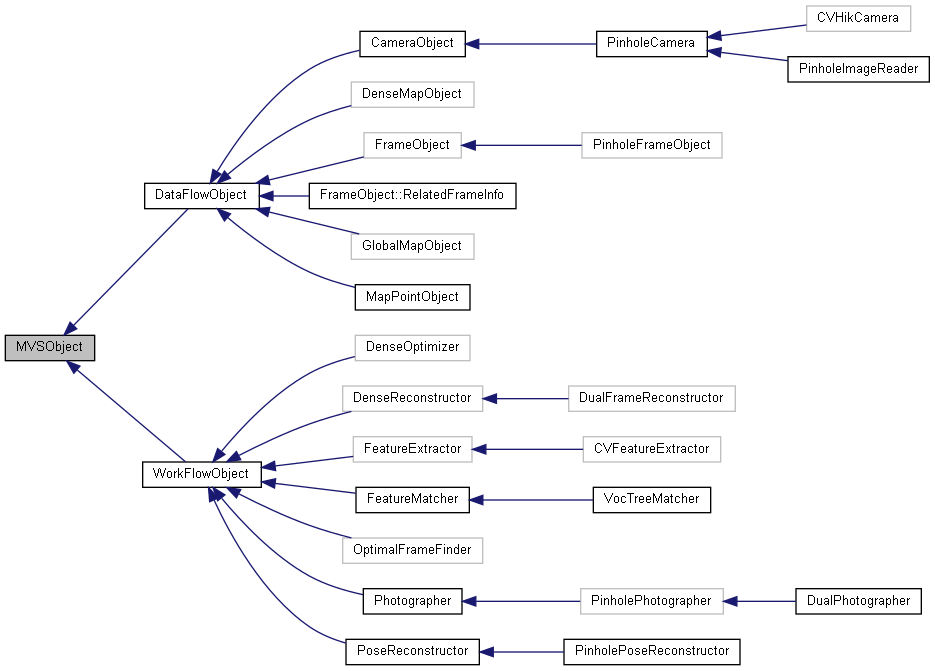 CVHikCamera
CameraObject
PinholeCamera
PinholeImageReader
DenseMapObject
FrameObject
PinholeFrameObject
DataFlowObject
FrameObject::RelatedFrameInfo
GlobalMapObject
MapPointObject
MVSObject
DenseOptimizer
DenseReconstructor
DualFrameReconstructor
FeatureExtractor
CVFeatureExtractor
WorkFlowObject
FeatureMatcher
VocTreeMatcher
OptimalFrameFinder
Photographer
PinholePhotographer
DualPhotographer
PoseReconstructor
PinholePoseReconstructor